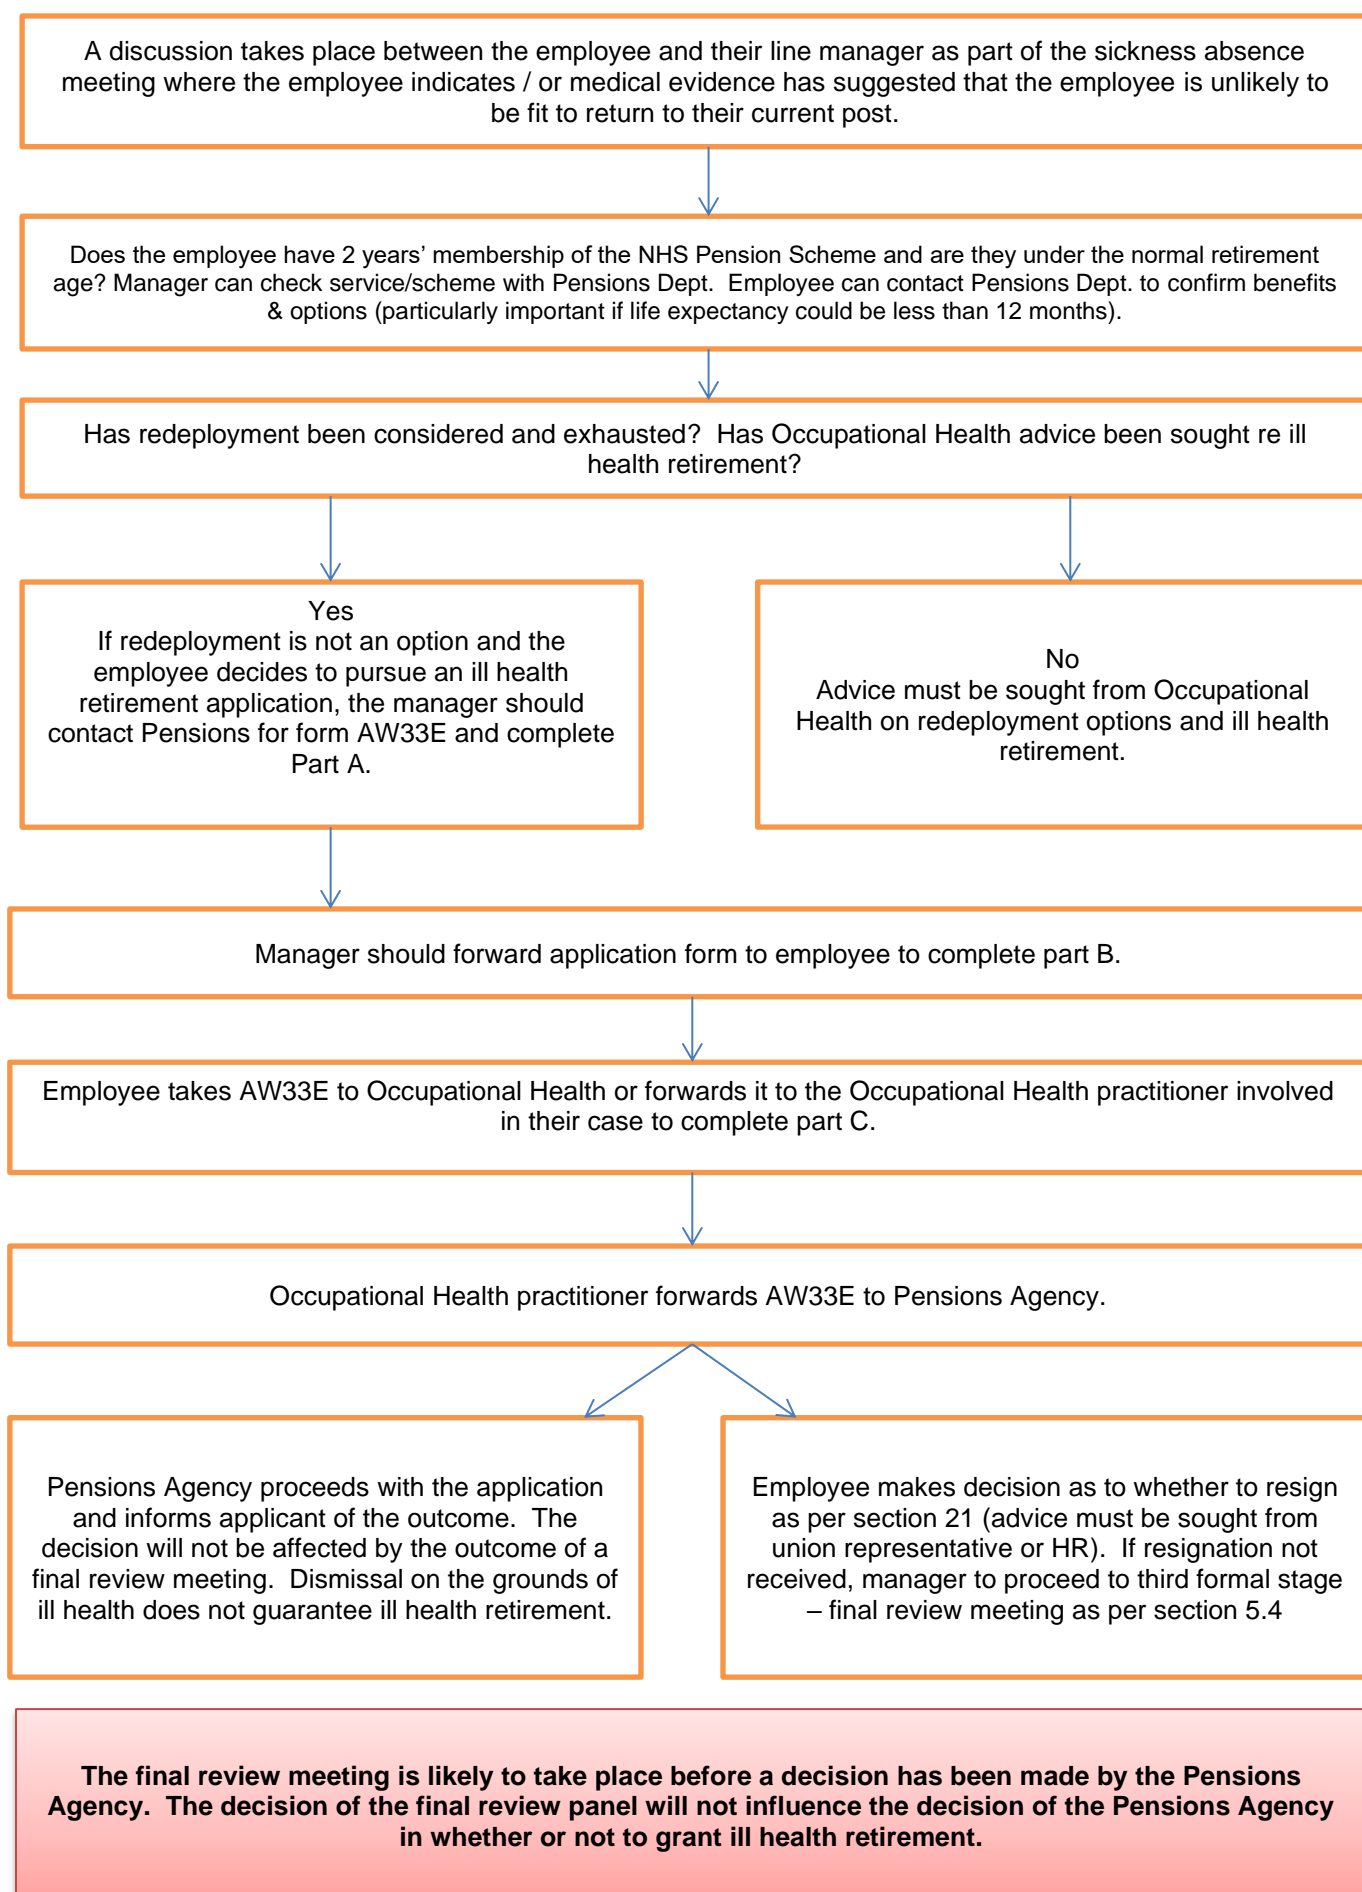 A discussion takes place between the employee and their line manager as part of the sickness absence
meeting where the employee indicates / or medical evidence has suggested that the employee is unlikely to
be fit to return to their current post.
Does the employee have 2 years’ membership of the NHS Pension Scheme and are they under the normal retirement
age? Manager can check service/scheme with Pensions Dept.  Employee can contact Pensions Dept. to confirm benefits
& options (particularly important if life expectancy could be less than 12 months).
Has redeployment been considered and exhausted?  Has Occupational Health advice been sought re ill
health retirement?
Yes
If redeployment is not an option and the
employee decides to pursue an ill health
retirement application, the manager should
contact Pensions for form AW33E and complete
Part A.
No
Advice must be sought from Occupational
Health on redeployment options and ill health
retirement.
Manager should forward application form to employee to complete part B.
Employee takes AW33E to Occupational Health or forwards it to the Occupational Health practitioner involved
in their case to complete part C.
Occupational Health practitioner forwards AW33E to Pensions Agency.
Pensions Agency proceeds with the application
and informs applicant of the outcome.  The
decision will not be affected by the outcome of a
final review meeting.  Dismissal on the grounds of
ill health does not guarantee ill health retirement.
Employee makes decision as to whether to resign
as per section 21 (advice must be sought from
union representative or HR).  If resignation not
received, manager to proceed to third formal stage
– final review meeting as per section 5.4
The final review meeting is likely to take place before a decision has been made by the Pensions
Agency.  The decision of the final review panel will not influence the decision of the Pensions Agency
in whether or not to grant ill health retirement.